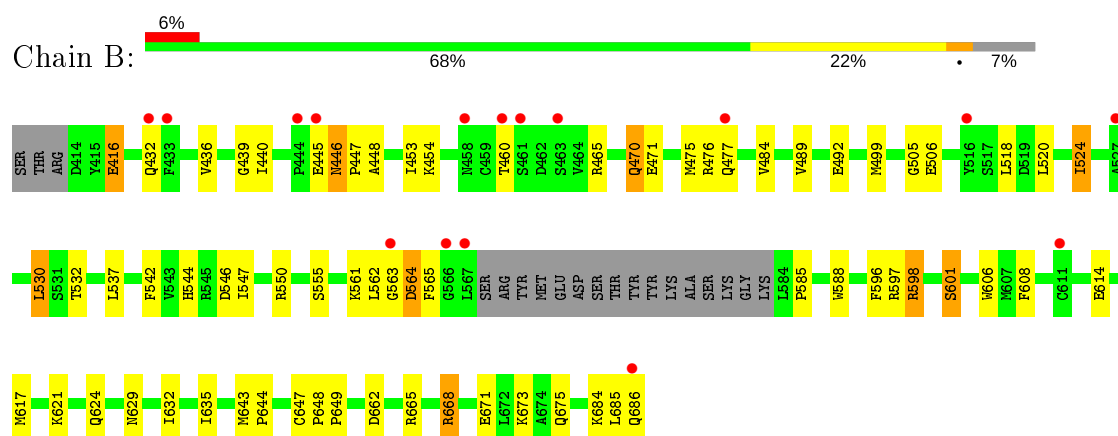 6%
Chain B:
68% 22% • 7%
SER THR ARG D414 Y415 E416 Q432 F433 V436 G439 I440 P444 E445 N446 P447 A448 I453 K454 N458 C459 T460 S461 D462 S463 V464 R465 Q470 E471 M475 R476 Q477 V484 V489 E492 M499 G505 E506 Y516 S517 L518 D519 L520 I524 A527
L530 S531 T532 L537 F542 V543 H544 R545 D546 I547 R550 S555 K561 L562 G563 D564 F565 G566 L567 SER ARG TYR MET GLU ASP SER THR TYR TYR LYS ALA SER LYS GLY LYS L584 P585 W588 F596 R597 R598 S601 W606 M607 F608 C611 E614
M617 K621 Q624 N629 I632 I635 M643 P644 C647 P648 P649 D662 R665 R668 E671 L672 K673 A674 Q675 K684 L685 Q686